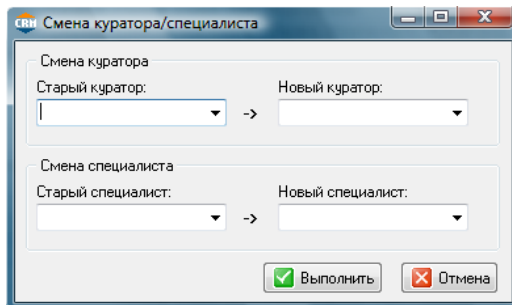 CRM Смена куратора/специалиста
Смена куратора
Старый куратор: Новый куратор:
->
Смена специалиста
Старый специалист: Новый специалист:
->
Выполнить Отмена